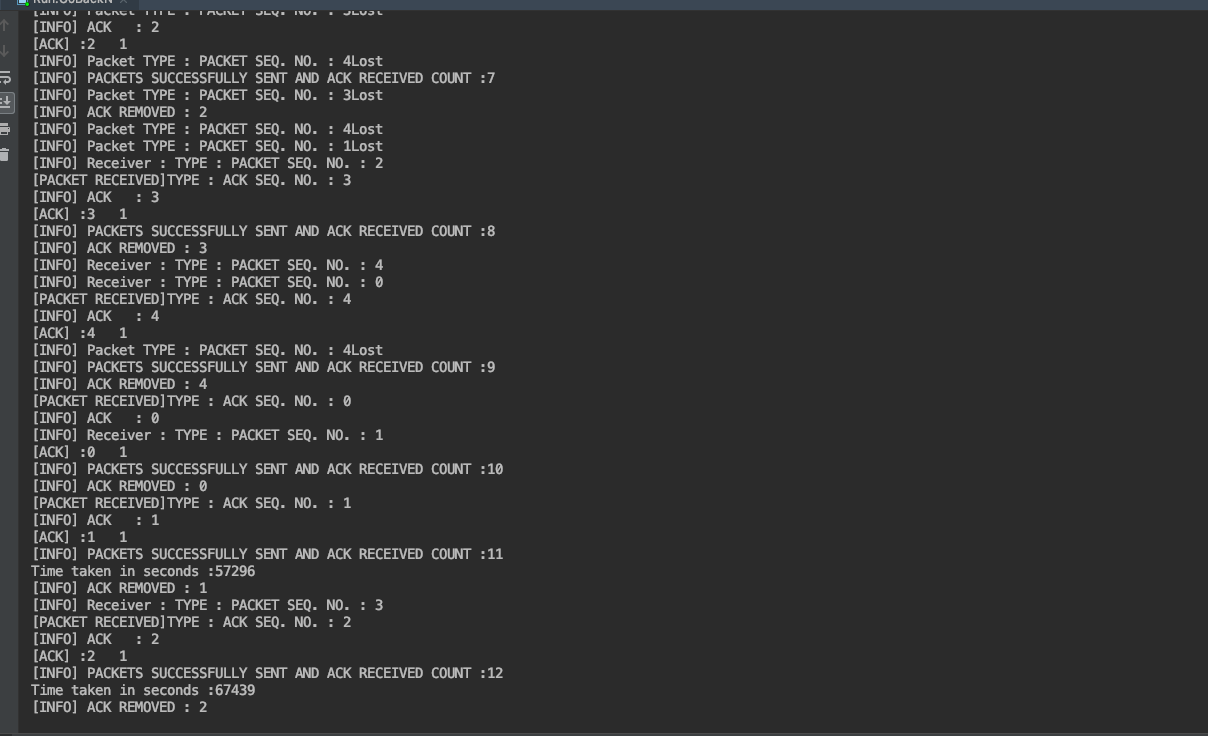 Run:GoBackN
[INFO] Packet TYPE : PACKET SEQ. NO. : 3Lost
[INFO] ACK   : 2
[ACK] :2   1
[INFO] Packet TYPE : PACKET SEQ. NO. : 4Lost
[INFO] PACKETS SUCCESSFULLY SENT AND ACK RECEIVED COUNT :7
[INFO] Packet TYPE : PACKET SEQ. NO. : 3Lost
[INFO] ACK REMOVED : 2
[INFO] Packet TYPE : PACKET SEQ. NO. : 4Lost
[INFO] Packet TYPE : PACKET SEQ. NO. : 1Lost
[INFO] Receiver : TYPE : PACKET SEQ. NO. : 2
[PACKET RECEIVED]TYPE : ACK SEQ. NO. : 3
[INFO] ACK   : 3
[ACK] :3   1
[INFO] PACKETS SUCCESSFULLY SENT AND ACK RECEIVED COUNT :8
[INFO] ACK REMOVED : 3
[INFO] Receiver : TYPE : PACKET SEQ. NO. : 4
[INFO] Receiver : TYPE : PACKET SEQ. NO. : 0
[PACKET RECEIVED]TYPE : ACK SEQ. NO. : 4
[INFO] ACK   : 4
[ACK] :4   1
[INFO] Packet TYPE : PACKET SEQ. NO. : 4Lost
[INFO] PACKETS SUCCESSFULLY SENT AND ACK RECEIVED COUNT :9
[INFO] ACK REMOVED : 4
[PACKET RECEIVED]TYPE : ACK SEQ. NO. : 0
[INFO] ACK   : 0
[INFO] Receiver : TYPE : PACKET SEQ. NO. : 1
[ACK] :0   1
[INFO] PACKETS SUCCESSFULLY SENT AND ACK RECEIVED COUNT :10
[INFO] ACK REMOVED : 0
[PACKET RECEIVED]TYPE : ACK SEQ. NO. : 1
[INFO] ACK   : 1
[ACK] :1   1
[INFO] PACKETS SUCCESSFULLY SENT AND ACK RECEIVED COUNT :11
Time taken in seconds :57296
[INFO] ACK REMOVED : 1
[INFO] Receiver : TYPE : PACKET SEQ. NO. : 3
[PACKET RECEIVED]TYPE : ACK SEQ. NO. : 2
[INFO] ACK   : 2
[ACK] :2   1
[INFO] PACKETS SUCCESSFULLY SENT AND ACK RECEIVED COUNT :12
Time taken in seconds :67439
[INFO] ACK REMOVED : 2